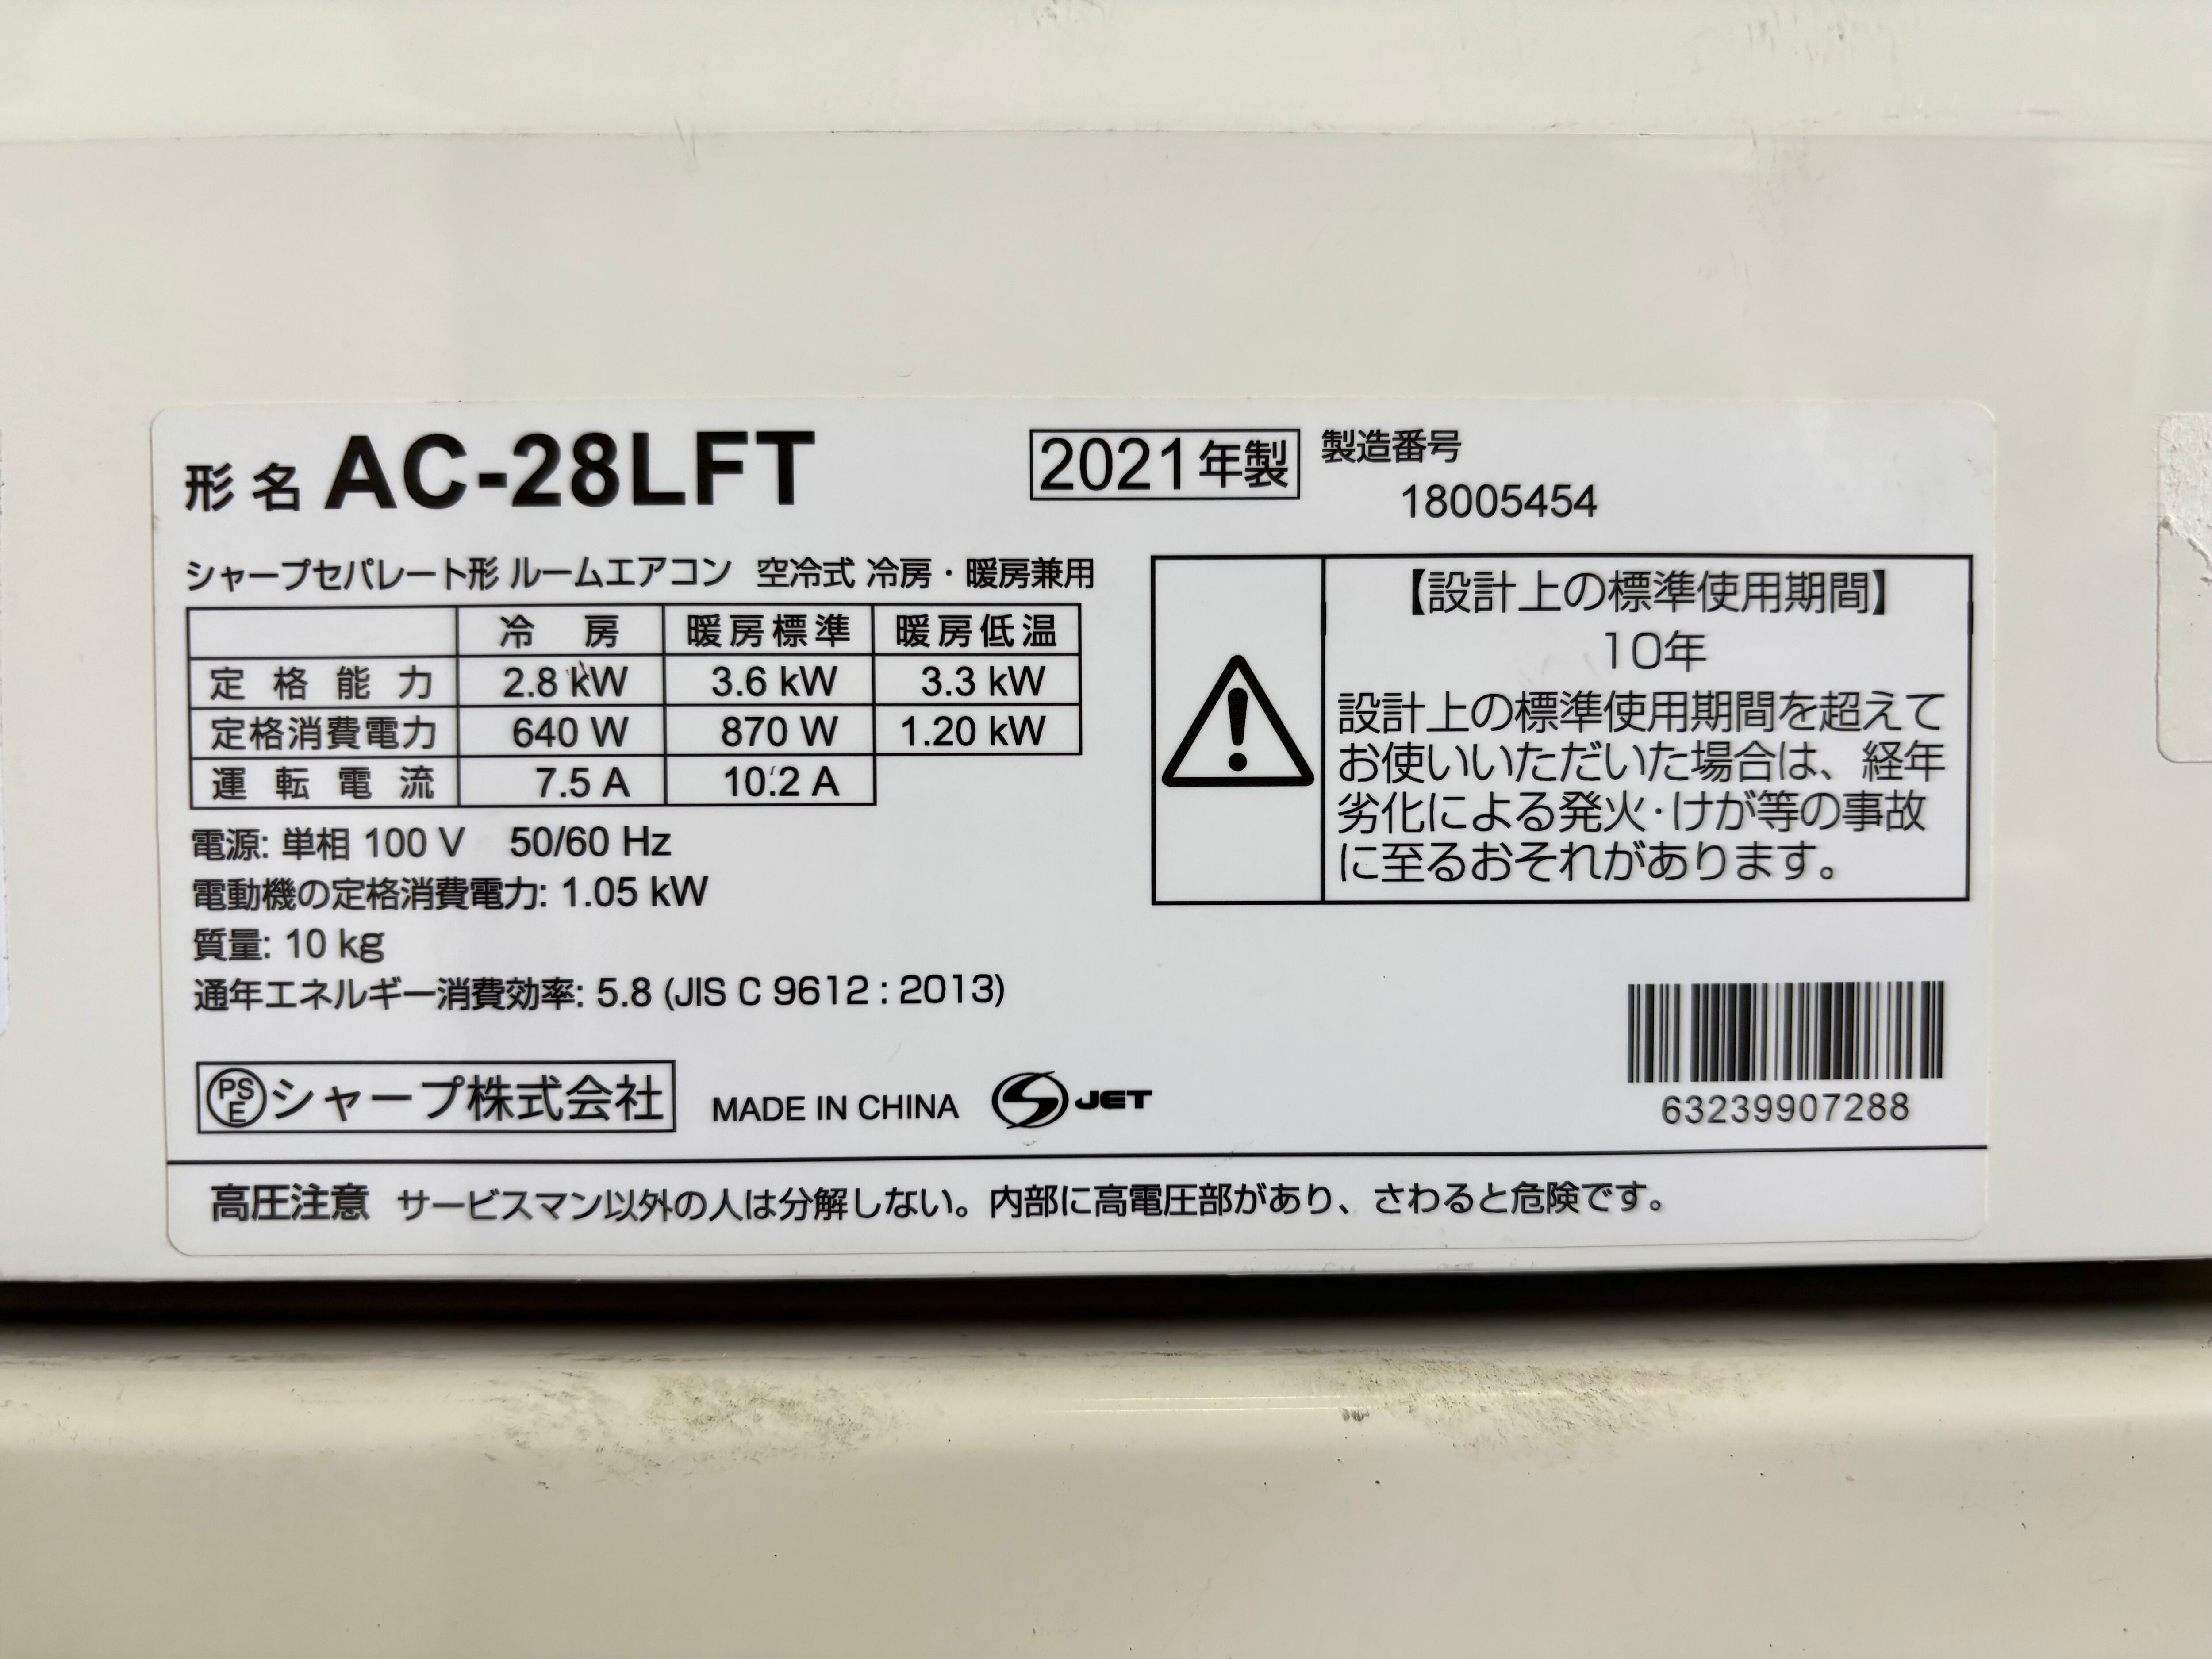 形名 AC-28LFT
2021年製
製造番号
18005454
シャープセパレート形 ルームエアコン 空冷式 冷房・暖房兼用
冷房 暖房標準 暖房低温
定格能力 2.8 kW 3.6 kW 3.3 kW
定格消費電力 640 W 870 W 1.20 kW
運転電流 7.5 A 10.2 A
電源: 単相 100 V 50/60 Hz
電動機の定格消費電力: 1.05 kW
質量: 10 kg
通年エネルギー消費効率: 5.8 (JIS C 9612 : 2013)
【設計上の標準使用期間】
10年
設計上の標準使用期間を超えて
お使いいただいた場合は、経年
劣化による発火・けが等の事故
に至るおそれがあります。
PSE シャープ株式会社 MADE IN CHINA JET
63239907288
高圧注意 サービスマン以外の人は分解しない。内部に高電圧部があり、さわると危険です。